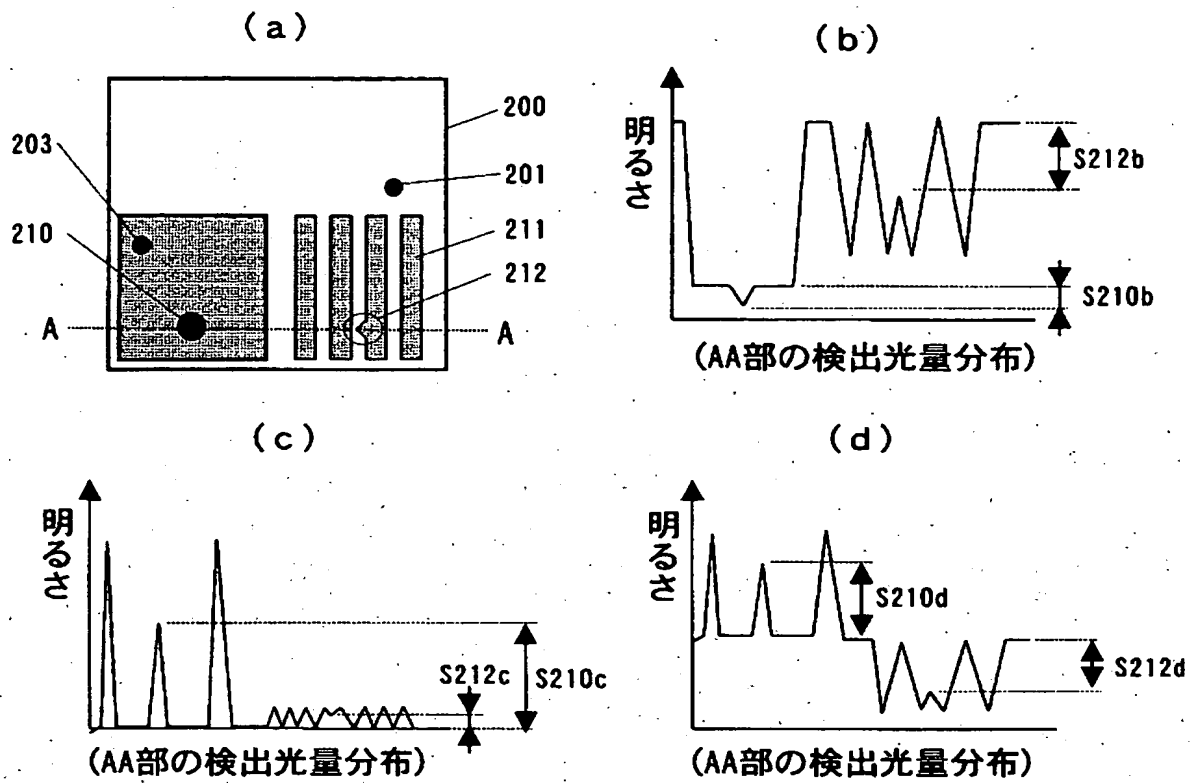 (a)
200
203
201
210
211
212
A
A
(b)
明るさ
S212b
S210b
(AA部の検出光量分布)
(c)
明るさ
S212c
S210c
(AA部の検出光量分布)
(d)
明るさ
S210d
S212d
(AA部の検出光量分布)